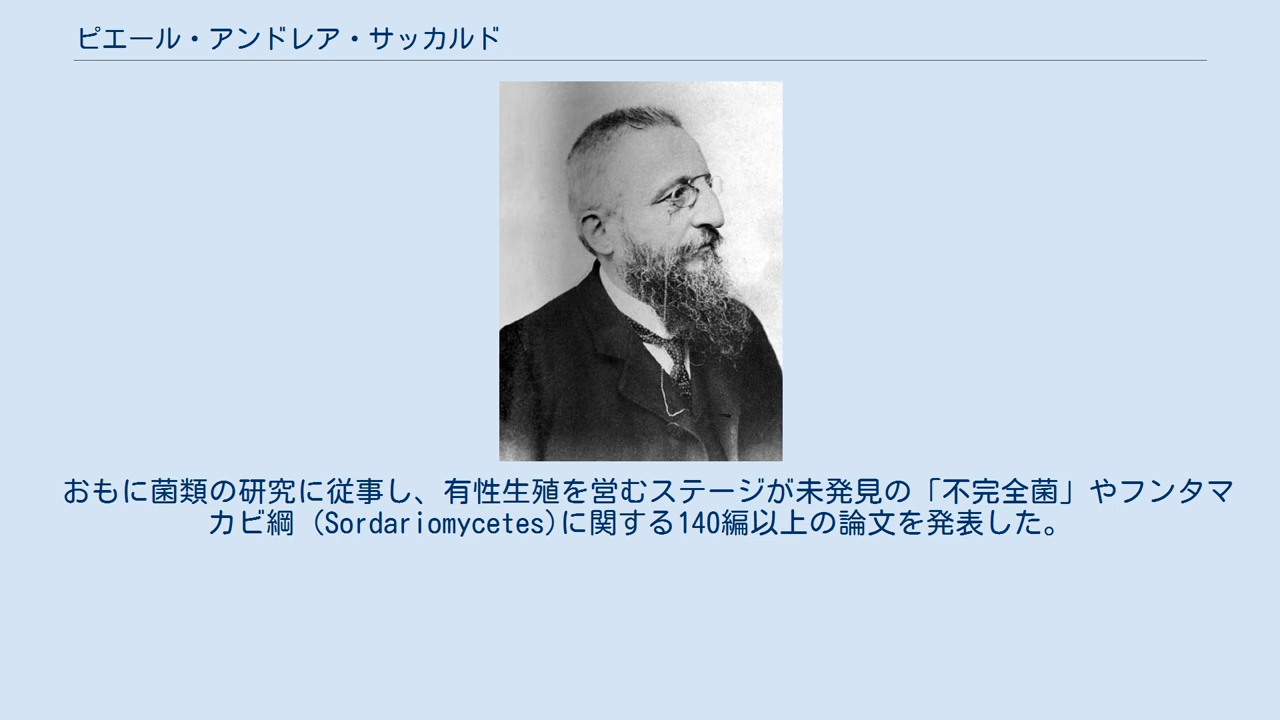 ピエール・アンドレア・サッカルド
おもに菌類の研究に従事し、有性生殖を営むステージが未発見の「不完全菌」やフンタマ
カビ綱 (Sordariomycetes)に関する140編以上の論文を発表した。